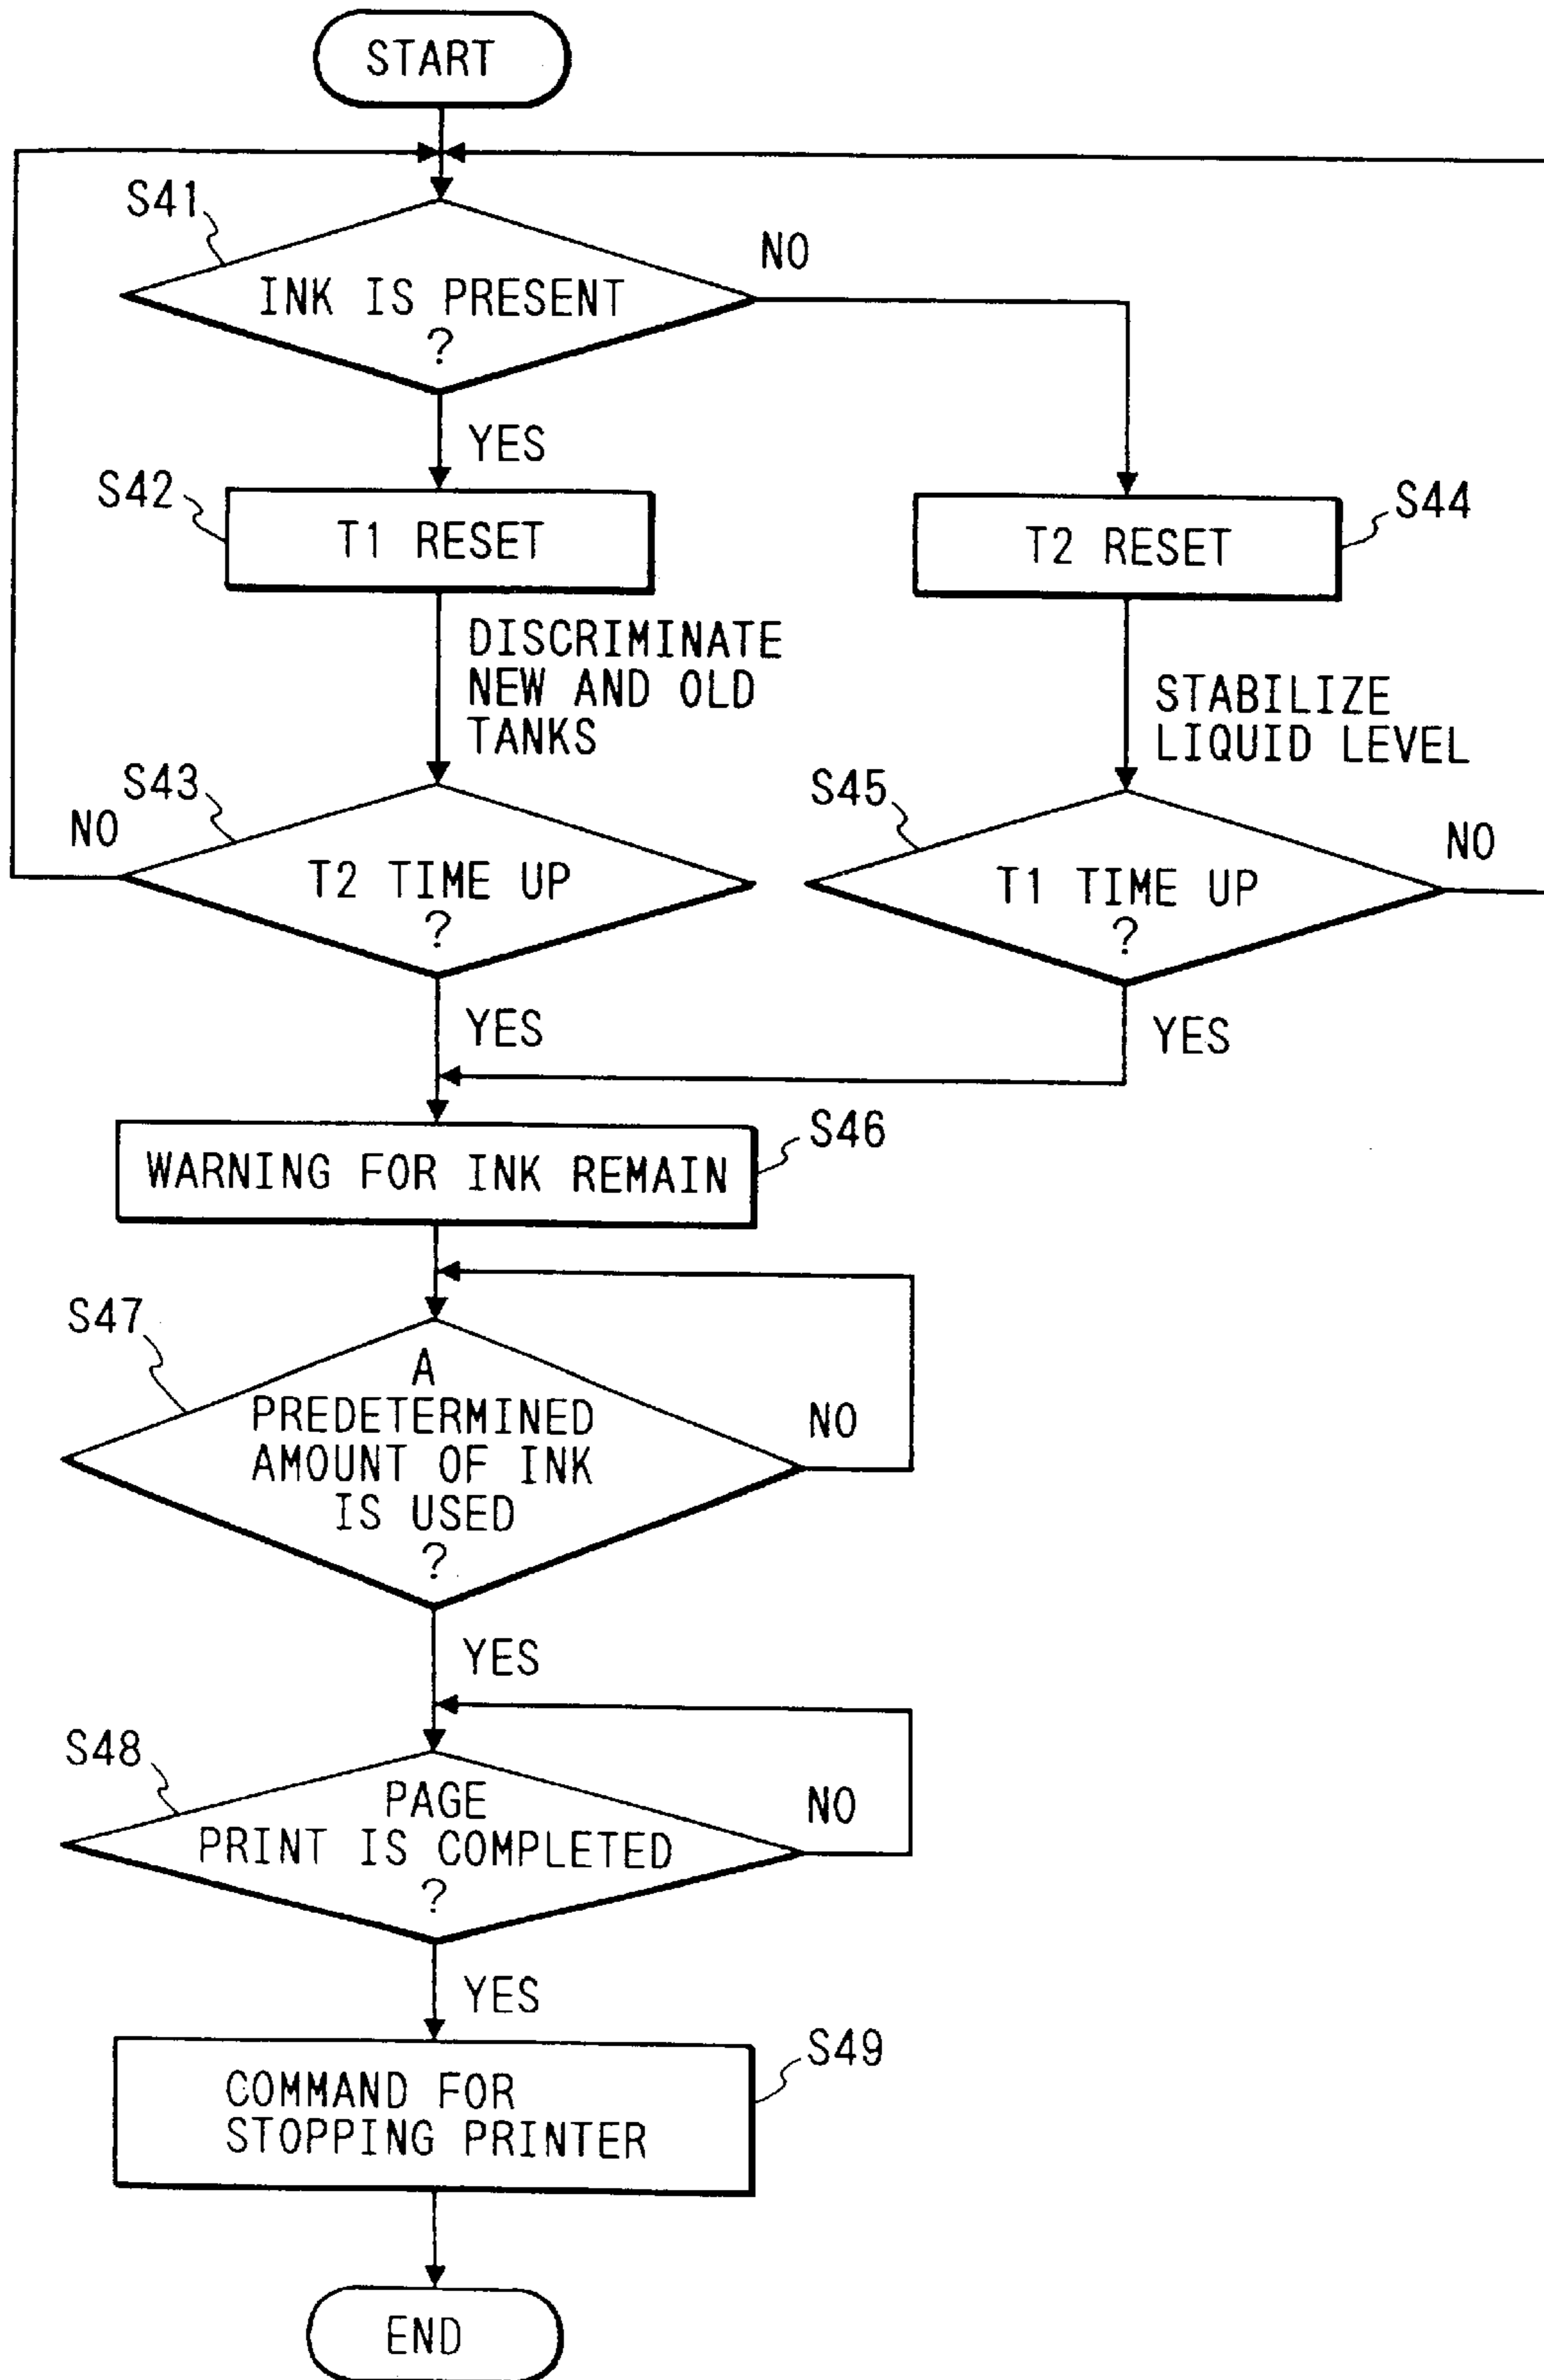 START
S41
NO
INK IS PRESENT
?
YES
S42
T1 RESET
T2 RESET
S44
DISCRIMINATE
NEW AND OLD
TANKS
STABILIZE
LIQUID LEVEL
S43
NO
T2 TIME UP
?
S45
NO
T1 TIME UP
?
YES
YES
WARNING FOR INK REMAIN
S46
S47
A
PREDETERMINED
AMOUNT OF INK
IS USED
?
NO
YES
S48
PAGE
PRINT IS COMPLETED
?
NO
YES
COMMAND FOR
STOPPING PRINTER
S49
END